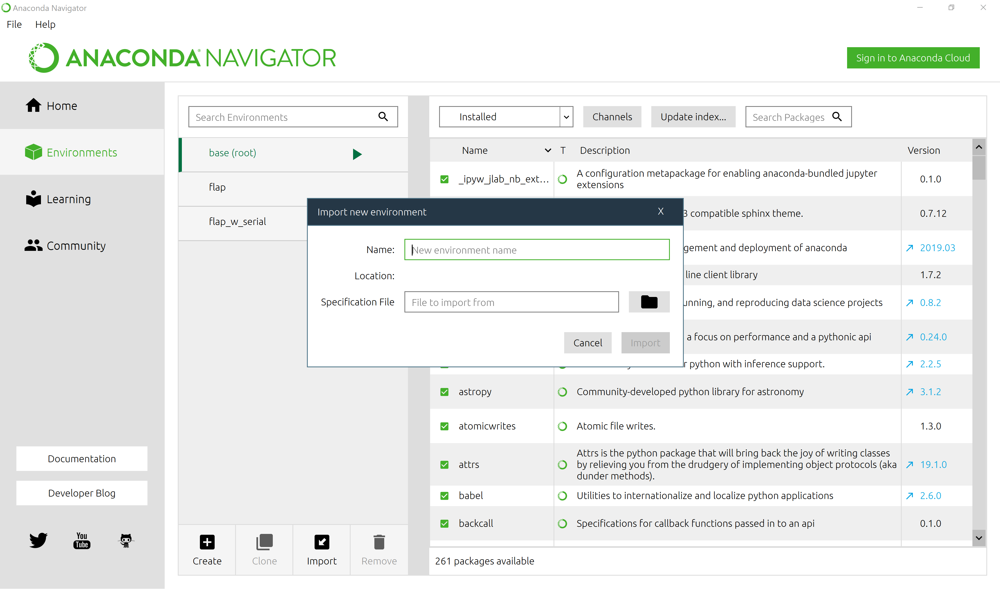 Anaconda Navigator
File Help
ANACONDA NAVIGATOR
Sign in to Anaconda Cloud
Home
Environments
Learning
Community
Documentation
Developer Blog
You
Tube
Search Environments
base (root)
flap
flap_w_serial
Create Clone Import Remove
Installed Channels Update index... Search Packages
Name T Description Version
_ipyw_jlab_nb_ext... A configuration metapackage for enabling anaconda-bundled jupyter
extensions 0.1.0
3 compatible sphinx theme. 0.7.12
gement and deployment of anaconda 2019.03
line client library 1.7.2
unning, and reproducing data science projects 0.8.2
a focus on performance and a pythonic api 0.24.0
r python with inference support. 2.2.5
astropy Community-developed python library for astronomy 3.1.2
atomicwrites Atomic file writes. 1.3.0
attrs Attrs is the python package that will bring back the joy of writing classes
by relieving you from the drudgery of implementing object protocols (aka
dunder methods). 19.1.0
babel Utilities to internationalize and localize python applications 2.6.0
backcall Specifications for callback functions passed in to an api 0.1.0
261 packages available
Import new environment X
Name: New environment name
Location:
Specification File File to import from
Cancel Import